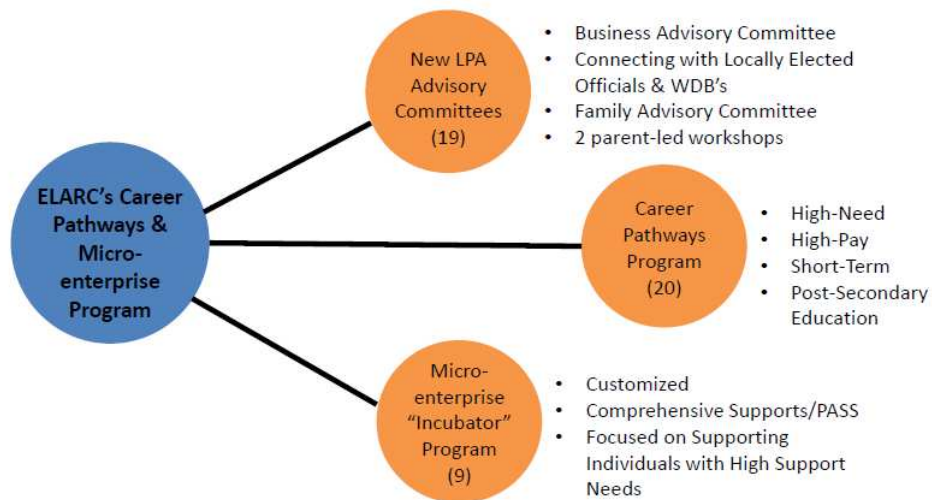 ELARC's Career
Pathways &
Micro-
enterprise
Program
New LPA
Advisory
Committees
(19)
• Business Advisory Committee
• Connecting with Locally Elected
Officials & WDB's
• Family Advisory Committee
• 2 parent-led workshops
Career
Pathways
Program
(20)
• High-Need
• High-Pay
• Short-Term
• Post-Secondary
Education
Micro-
enterprise
“Incubator”
Program
(9)
• Customized
• Comprehensive Supports/PASS
• Focused on Supporting
Individuals with High Support
Needs